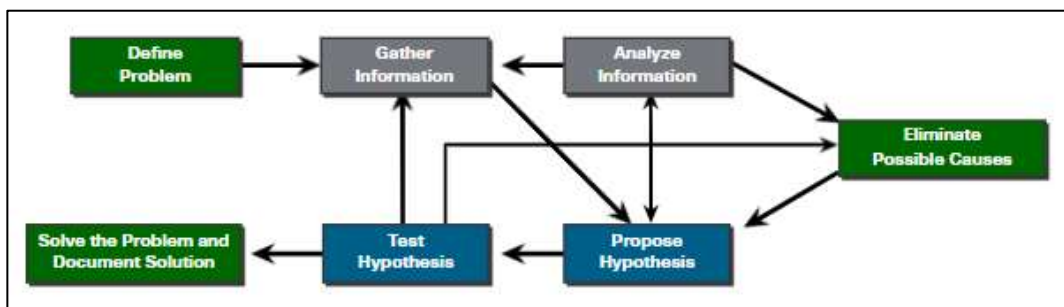 Define
Problem
Gather
Information
Analyze
Information
Eliminate
Possible Causes
Solve the Problem and
Document Solution
Test
Hypothesis
Propose
Hypothesis